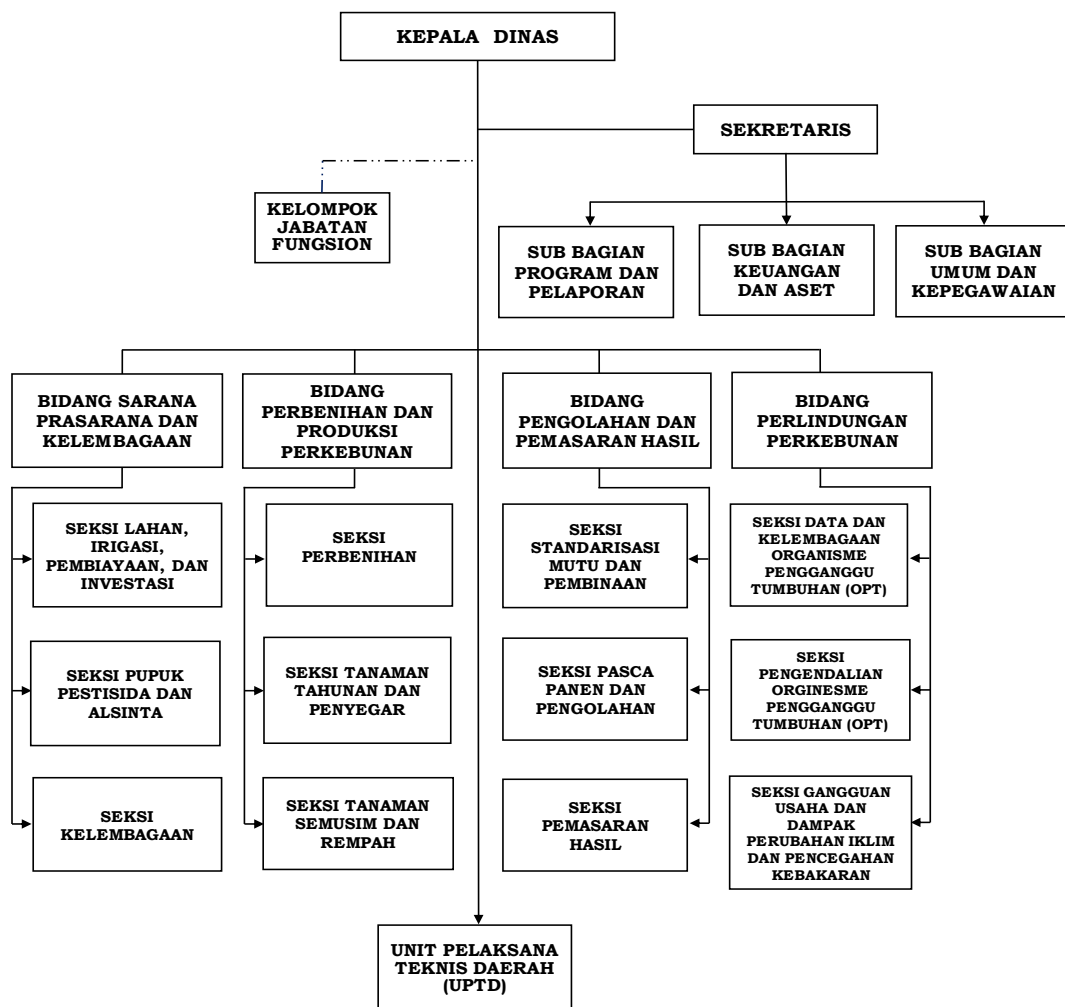 KEPALA DINAS
SEKRETARIS
KELOMPOK
JABATAN
FUNGSION
SUB BAGIAN
PROGRAM DAN
PELAPORAN
SUB BAGIAN
KEUANGAN
DAN ASET
SUB BAGIAN
UMUM DAN
KEPEGAWAIAN
BIDANG SARANA
PRASARANA DAN
KELEMBAGAAN
BIDANG
PERBENIHAN DAN
PRODUKSI
PERKEBUNAN
BIDANG
PENGOLAHAN DAN
PEMASARAN HASIL
BIDANG
PERLINDUNGAN
PERKEBUNAN
SEKSI LAHAN,
IRIGASI,
PEMBIAYAAN, DAN
INVESTASI
SEKSI
PERBENIHAN
SEKSI
STANDARISASI
MUTU DAN
PEMBINAAN
SEKSI DATA DAN
KELEMBAGAAN
ORGANISME
PENGGANGGU
TUMBUHAN (OPT)
SEKSI PUPUK
PESTISIDA DAN
ALSINTA
SEKSI TANAMAN
TAHUNAN DAN
PENYEGAR
SEKSI PASCA
PANEN DAN
PENGOLAHAN
SEKSI
PENGENDALIAN
ORGINESME
PENGGANGGU
TUMBUHAN (OPT)
SEKSI
KELEMBAGAAN
SEKSI TANAMAN
SEMUSIM DAN
REMPAH
SEKSI
PEMASARAN
HASIL
SEKSI GANGGUAN
USAHA DAN
DAMPAK
PERUBAHAN IKLIM
DAN PENCEGAHAN
KEBAKARAN
UNIT PELAKSANA
TEKNIS DAERAH
(UPTD)